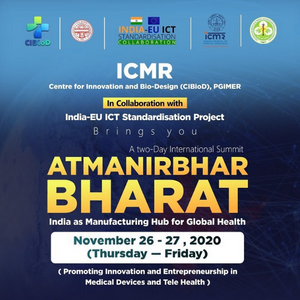 CIBioD
INDIA-EU ICT
STANDARDISATION
COLLABORATION
icmr
ICMR
Centre for Innovation and Bio-Design (CIBioD), PGIMER
In Collaboration with
India-EU ICT Standardisation Project
Brings you
A two-Day International Summit
ATMANIRBHAR
BHARAT
India as Manufacturing Hub for Global Health
November 26 - 27 , 2020
(Thursday — Friday)
( Promoting Innovation and Entrepreneurship in
Medical Devices and Tele Health )